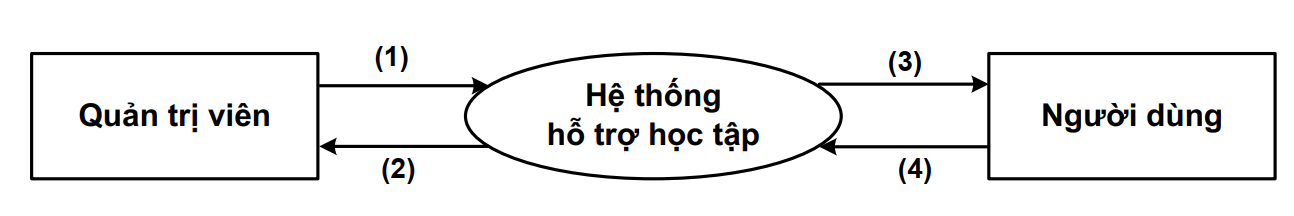 (1)
(3)
Quản trị viên
Hệ thống
hỗ trợ học tập
Người dùng
(2)
(4)